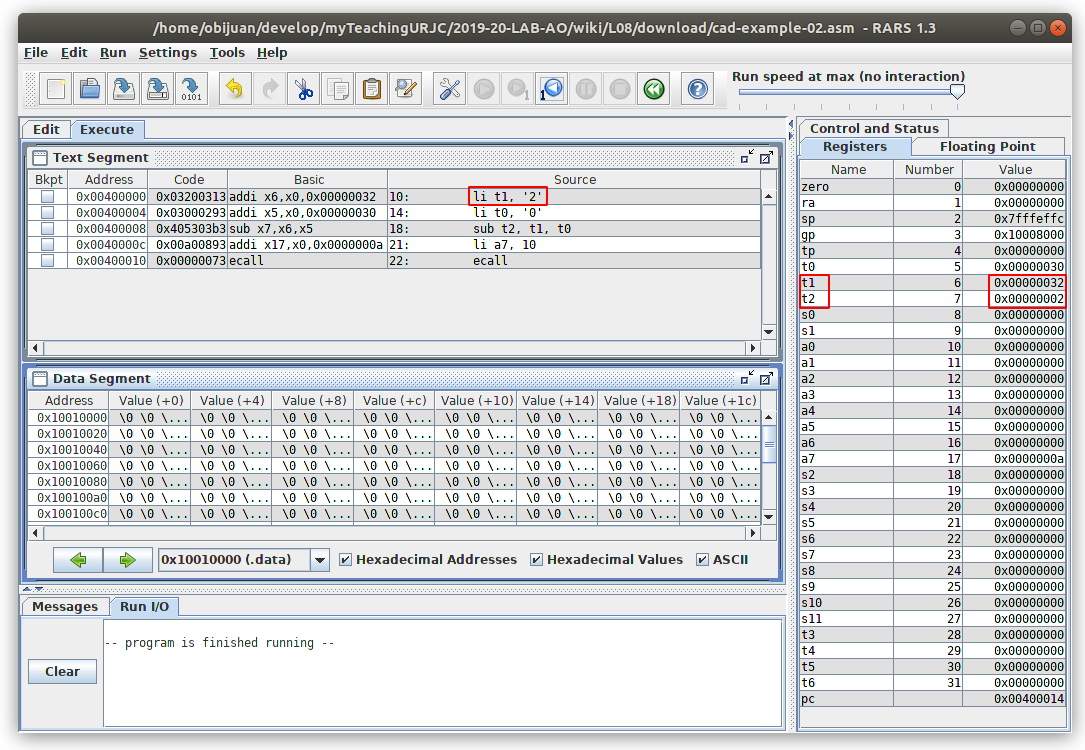 /home/obijuan/develop/myTeachingURJC/2019-20-LAB-AO/wiki/L08/download/cad-example-02.asm - RARS 1.3
File Edit Run Settings Tools Help
0101 1 1 ?
Run speed at max (no interaction)
Edit Execute
Text Segment
Bkpt Address Code Basic Source
0x00400000 0x03200313 addi x6,x0,0x00000032 10: li t1, '2'
0x00400004 0x03000293 addi x5,x0,0x00000030 14: li t0, '0'
0x00400008 0x405303b3 sub x7,x6,x5 18: sub t2, t1, t0
0x0040000c 0x00a00893 addi x17,x0,0x0000000a 21: li a7, 10
0x00400010 0x00000073 ecall 22: ecall
Data Segment
Address Value (+0) Value (+4) Value (+8) Value (+c) Value (+10) Value (+14) Value (+18) Value (+1c)
0x10010000 \0 \0 \... \0 \0 \... \0 \0 \... \0 \0 \... \0 \0 \... \0 \0 \... \0 \0 \... \0 \0 \...
0x10010020 \0 \0 \... \0 \0 \... \0 \0 \... \0 \0 \... \0 \0 \... \0 \0 \... \0 \0 \... \0 \0 \...
0x10010040 \0 \0 \... \0 \0 \... \0 \0 \... \0 \0 \... \0 \0 \... \0 \0 \... \0 \0 \... \0 \0 \...
0x10010060 \0 \0 \... \0 \0 \... \0 \0 \... \0 \0 \... \0 \0 \... \0 \0 \... \0 \0 \... \0 \0 \...
0x10010080 \0 \0 \... \0 \0 \... \0 \0 \... \0 \0 \... \0 \0 \... \0 \0 \... \0 \0 \... \0 \0 \...
0x100100a0 \0 \0 \... \0 \0 \... \0 \0 \... \0 \0 \... \0 \0 \... \0 \0 \... \0 \0 \... \0 \0 \...
0x100100c0 \0 \0 \... \0 \0 \... \0 \0 \... \0 \0 \... \0 \0 \... \0 \0 \... \0 \0 \... \0 \0 \...
0x10010000 (.data) Hexadecimal Addresses Hexadecimal Values ASCII
Messages Run I/O
-- program is finished running --
Clear
Control and Status
Registers Floating Point
Name Number Value
zero 0 0x00000000
ra 1 0x00000000
sp 2 0x7fffeffc
gp 3 0x10008000
tp 4 0x00000000
t0 5 0x00000030
t1 6 0x00000032
t2 7 0x00000002
s0 8 0x00000000
s1 9 0x00000000
a0 10 0x00000000
a1 11 0x00000000
a2 12 0x00000000
a3 13 0x00000000
a4 14 0x00000000
a5 15 0x00000000
a6 16 0x00000000
a7 17 0x0000000a
s2 18 0x00000000
s3 19 0x00000000
s4 20 0x00000000
s5 21 0x00000000
s6 22 0x00000000
s7 23 0x00000000
s8 24 0x00000000
s9 25 0x00000000
s10 26 0x00000000
s11 27 0x00000000
t3 28 0x00000000
t4 29 0x00000000
t5 30 0x00000000
t6 31 0x00000000
pc 0x00400014